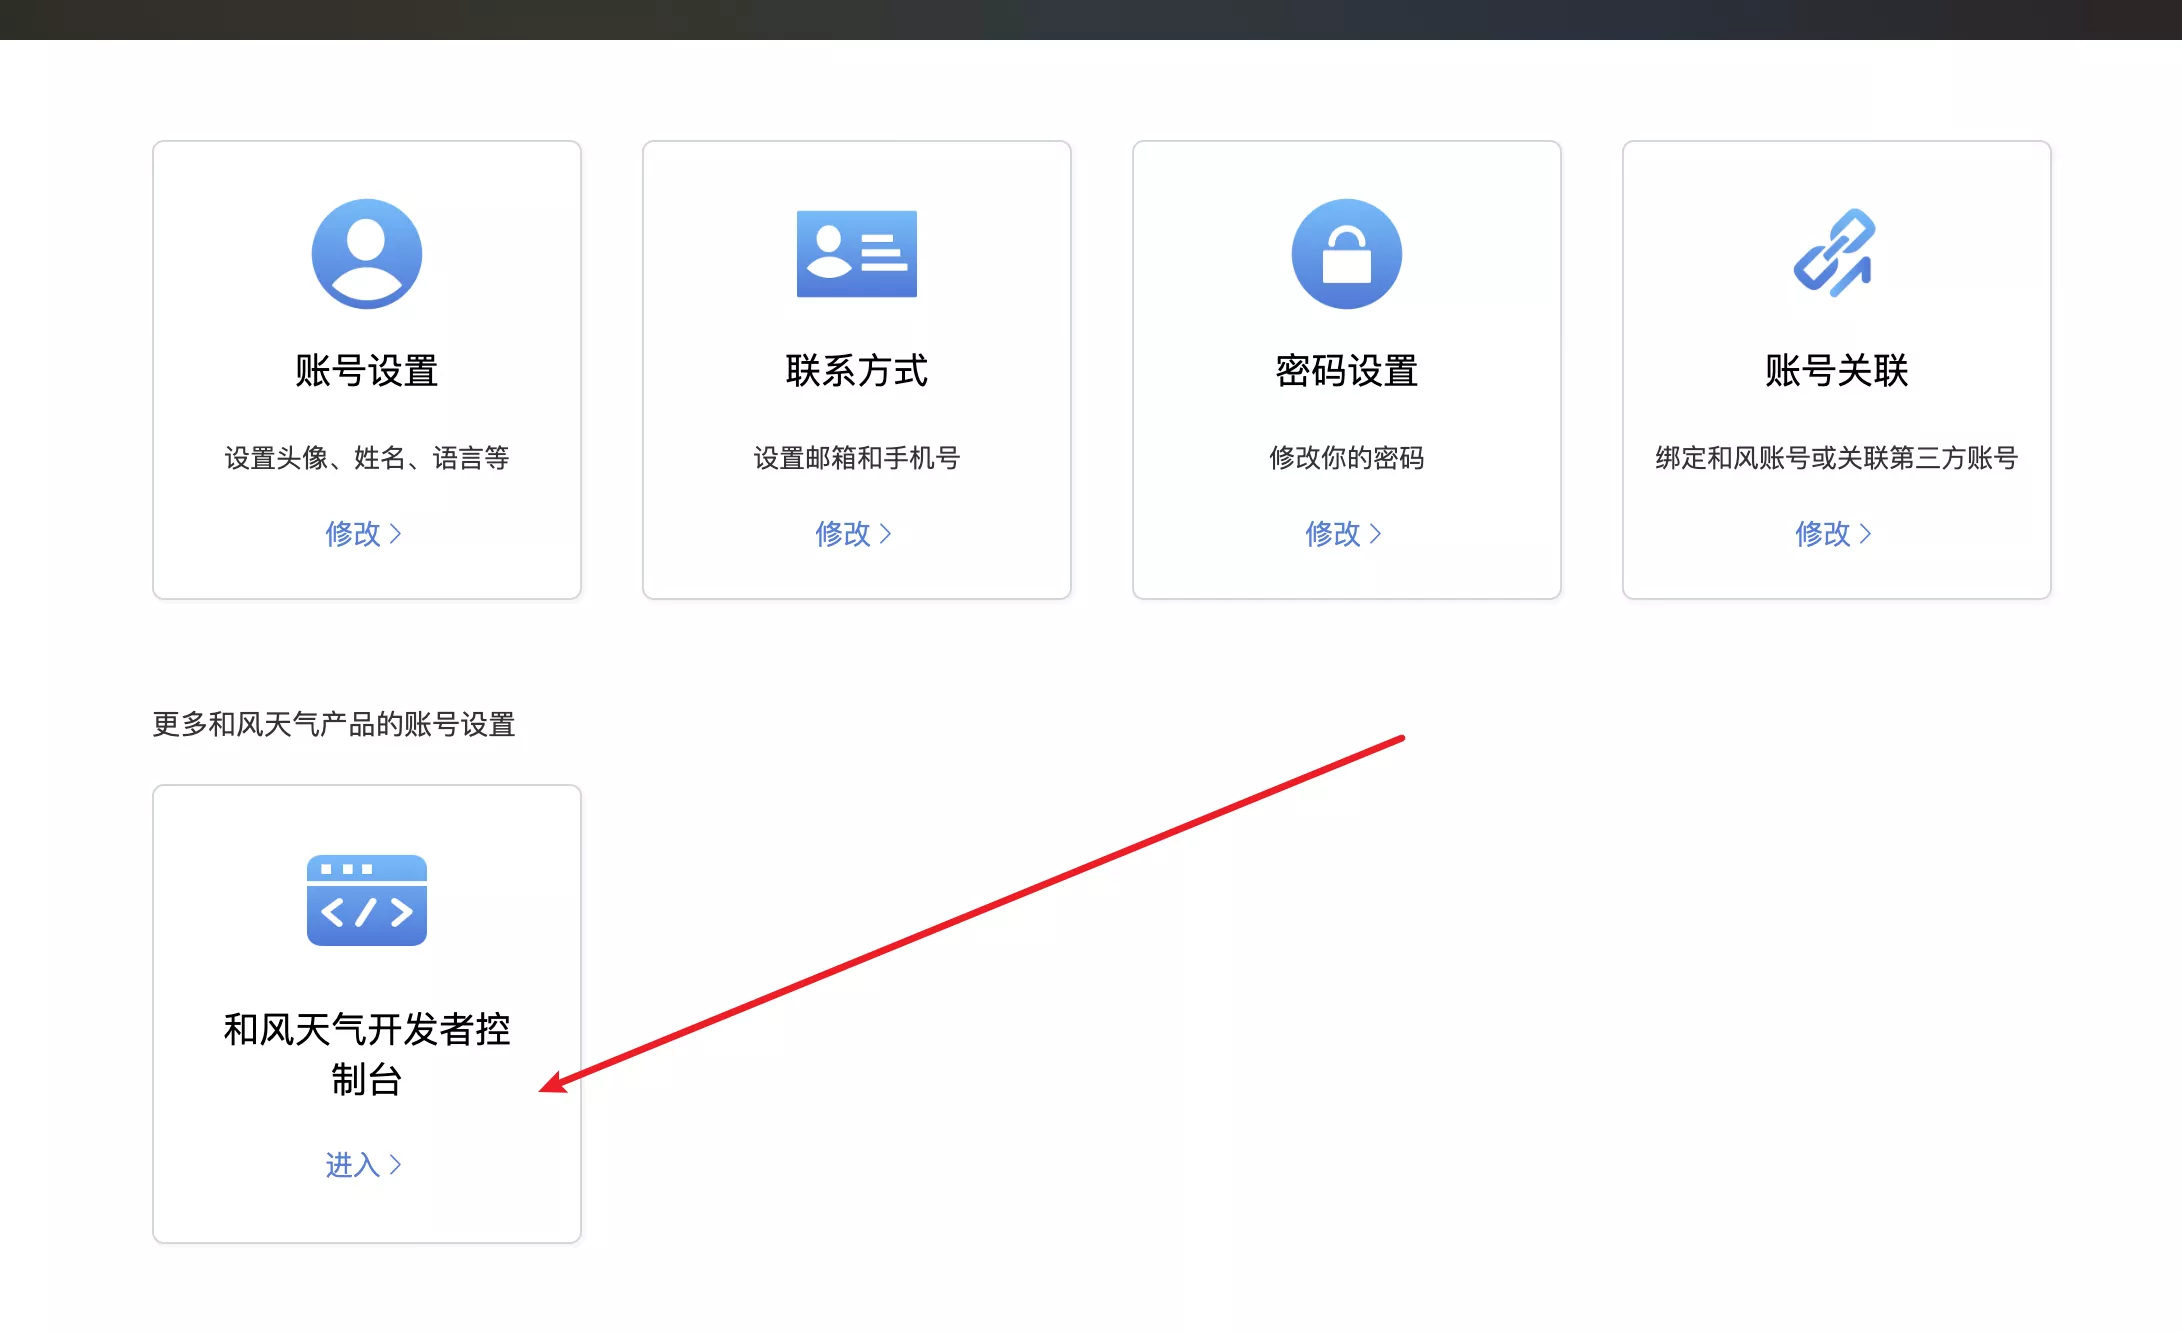 账号设置
设置头像、姓名、语言等
修改
联系方式
设置邮箱和手机号
修改
密码设置
修改你的密码
修改
账号关联
绑定和风账号或关联第三方账号
修改
更多和风天气产品的账号设置
和风天气开发者控
制台
进入